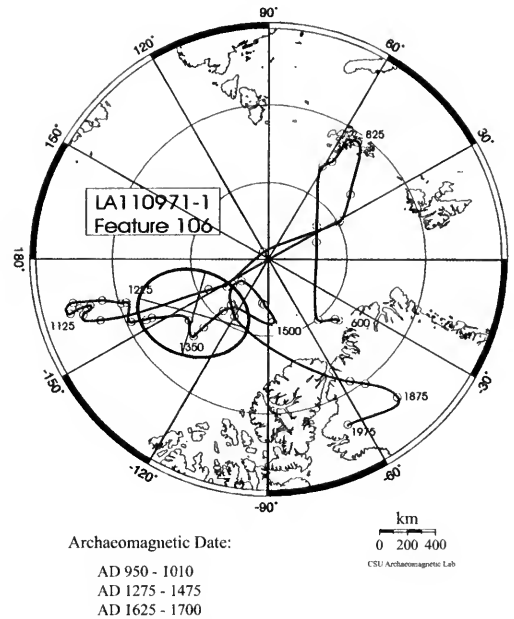 90°
120°
60°
825
150°
30°
LA110971-1
Feature 106
180°
0°
1275
1125
1350
1500
600
-150°
-30°
1875
1975
-120°
-60°
-90°
km
0 200 400
CSU Archaeomagnetic Lab
Archaeomagnetic Date:
AD 950 - 1010
AD 1275 - 1475
AD 1625 - 1700